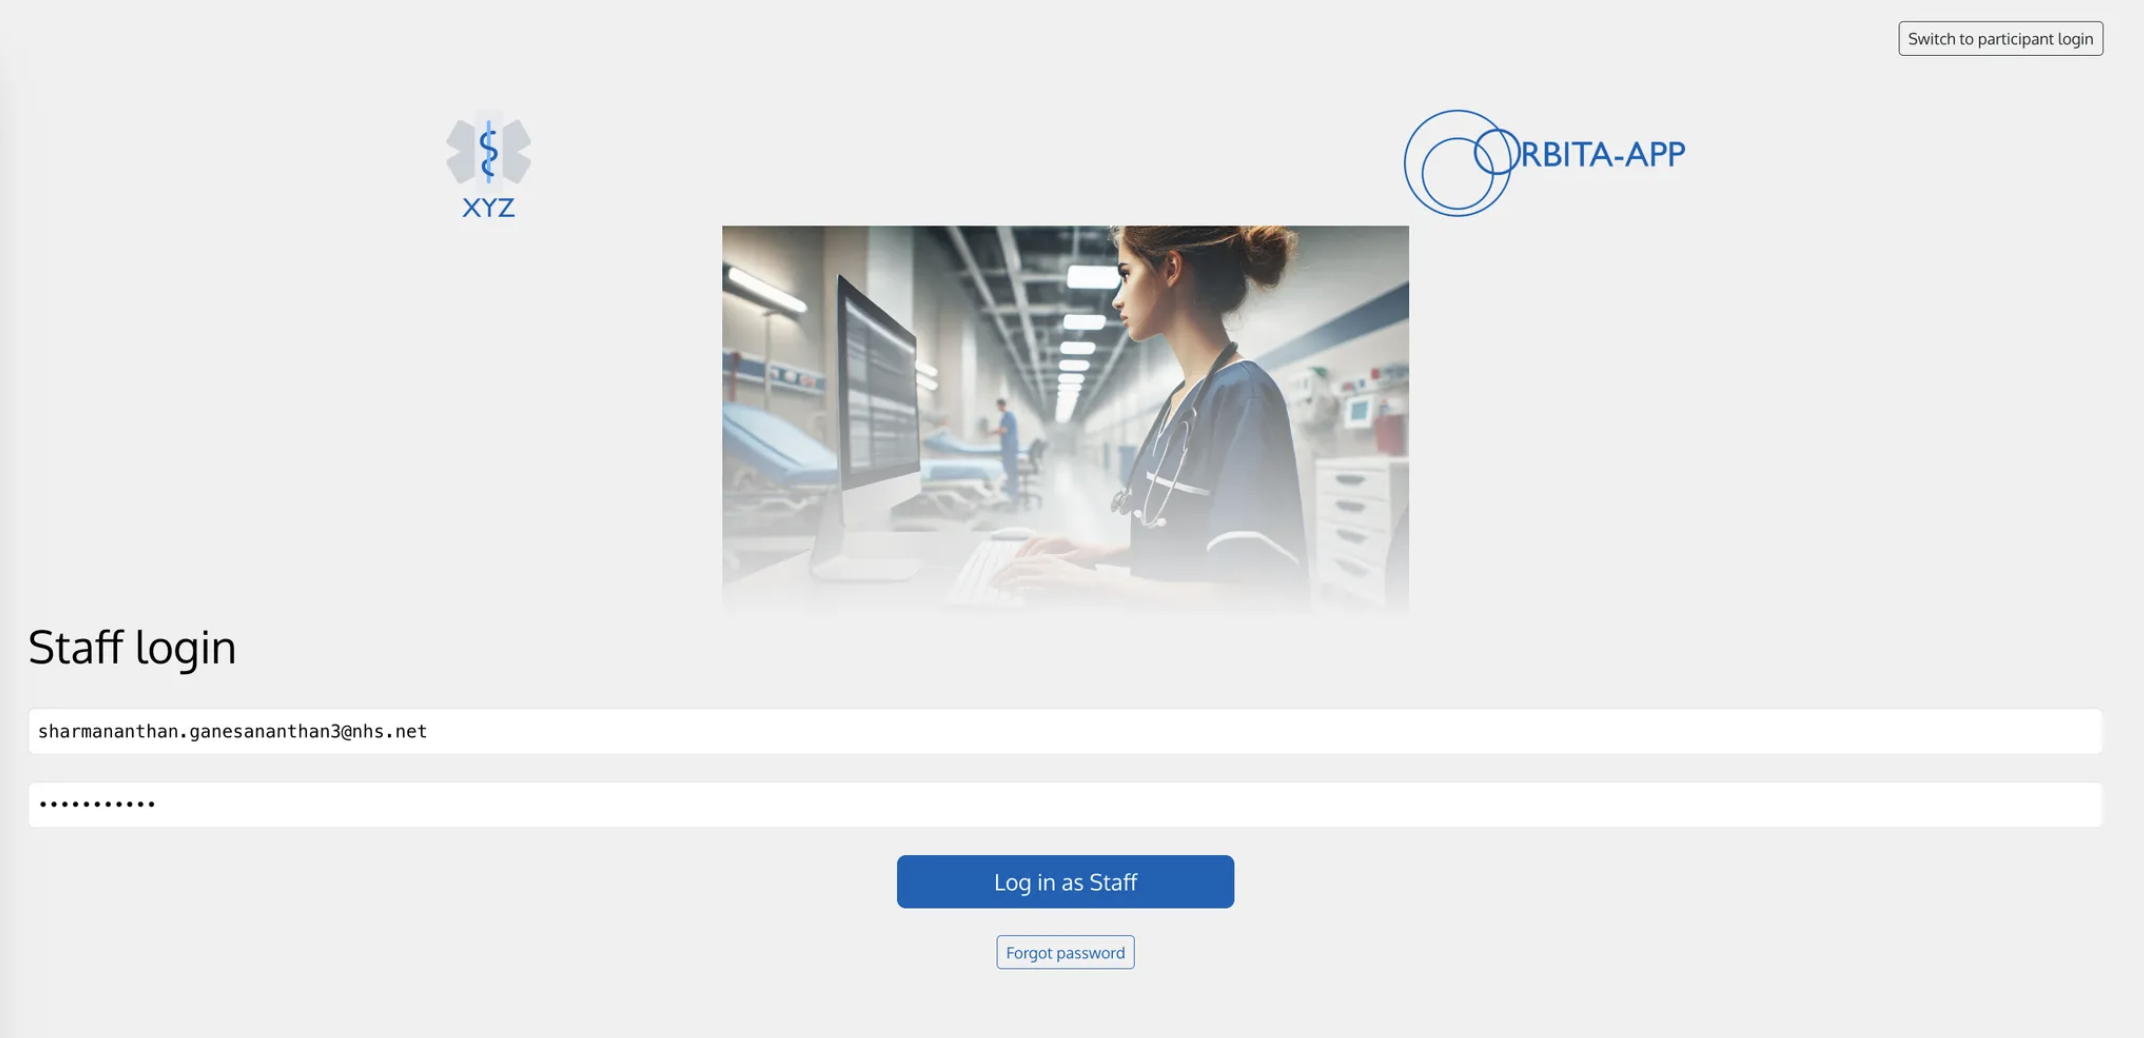 Switch to participant login
XYZ
ORBITA-APP
Staff login
sharmananthan.ganesananthan3@nhs.net
•••••••••••
Log in as Staff
Forgot password